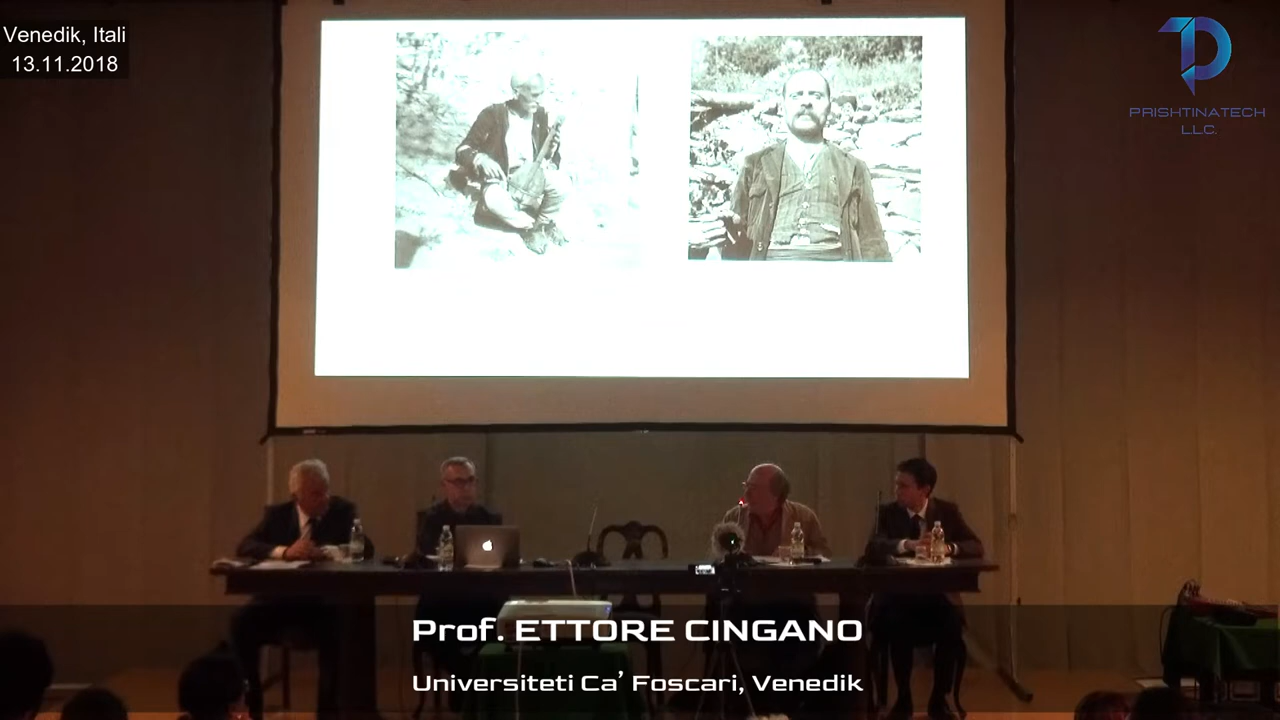 Venedik, Itali
13.11.2018
PRISHTINATECH
LLC.
Prof. ETTORE CINGANO
Universiteti Ca’ Foscari, Venedik